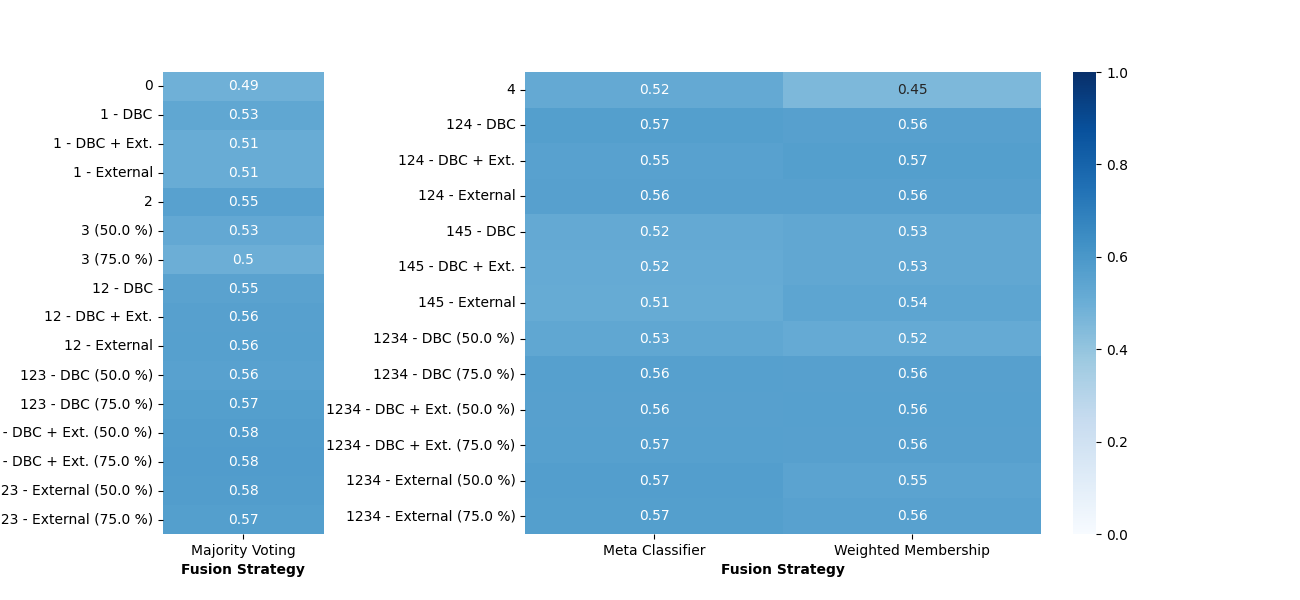 0 0.49
1 - DBC 0.53
1 - DBC + Ext. 0.51
1 - External 0.51
2 0.55
3 (50.0 %) 0.53
3 (75.0 %) 0.5
12 - DBC 0.55
12 - DBC + Ext. 0.56
12 - External 0.56
123 - DBC (50.0 %) 0.56
123 - DBC (75.0 %) 0.57
- DBC + Ext. (50.0 %) 0.58
- DBC + Ext. (75.0 %) 0.58
23 - External (50.0 %) 0.58
23 - External (75.0 %) 0.57
Majority Voting
Fusion Strategy
4 0.52 0.45
124 - DBC 0.57 0.56
124 - DBC + Ext. 0.55 0.57
124 - External 0.56 0.56
145 - DBC 0.52 0.53
145 - DBC + Ext. 0.52 0.53
145 - External 0.51 0.54
1234 - DBC (50.0 %) 0.53 0.52
1234 - DBC (75.0 %) 0.56 0.56
1234 - DBC + Ext. (50.0 %) 0.56 0.56
1234 - DBC + Ext. (75.0 %) 0.57 0.56
1234 - External (50.0 %) 0.57 0.55
1234 - External (75.0 %) 0.57 0.56
Meta Classifier Weighted Membership
Fusion Strategy
1.0
0.8
0.6
0.4
0.2
0.0